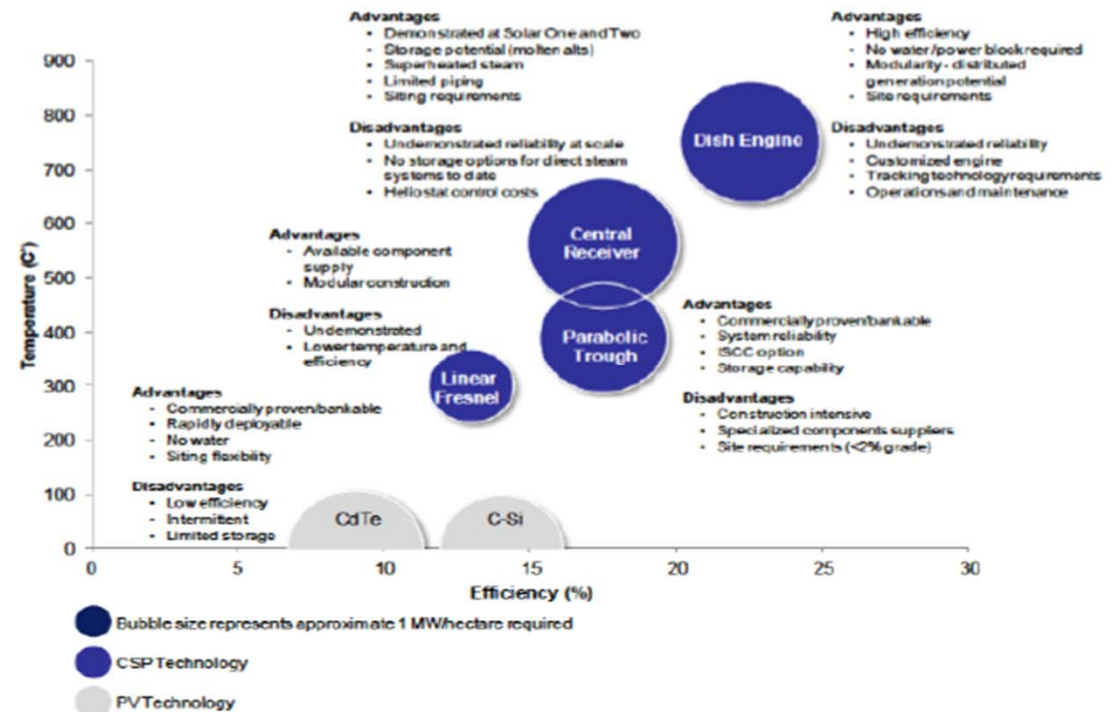 Advantages
- Demonstrated at Solar One and Two
- Storage potential (molten alts)
- Superheated steam
- Limited piping
- Siting requirements
Disadvantages
- Undemonstrated reliability at scale
- No storage options for direct steam
systems to date
- Heliostat control costs
Advantages
- High efficiency
- No water/power block required
- Modularity - distributed
generation potential
- Site requirements
Disadvantages
- Undemonstrated reliability
- Customized engine
- Tracking technology requirements
- Operations and maintenance
Dish Engine
Central
Receiver
Advantages
- Available component
supply
- Modular construction
Disadvantages
- Undemonstrated
- Lower temperature and
efficiency
Linear
Fresnel
Parabolic
Trough
Advantages
- Commercially proven/bankable
- System reliability
- ISCC option
- Storage capability
Disadvantages
- Construction intensive
- Specialized components suppliers
- Site requirements (<2% grade)
Advantages
- Commercially proven/bankable
- Rapidly deployable
- No water
- Siting flexibility
Disadvantages
- Low efficiency
- Intermittent
- Limited storage
CdTe
C-Si
Temperature (C°)
900
800
700
600
500
400
300
200
100
0
0 5 10 15 20 25 30
Efficiency (%)
Bubble size represents approximate 1 MW/hectare required
CSP Technology
PV Technology